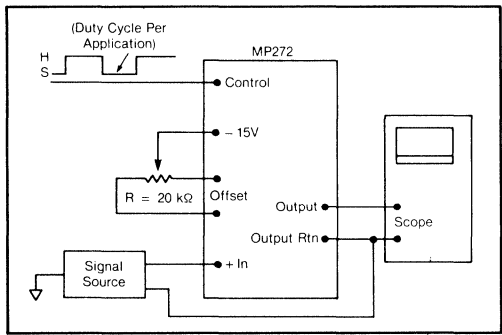 (Duty Cycle Per
Application)
H
S
MP272
Control
– 15V
R = 20 kΩ
Offset
Output
Scope
Output Rtn
+ In
Signal
Source